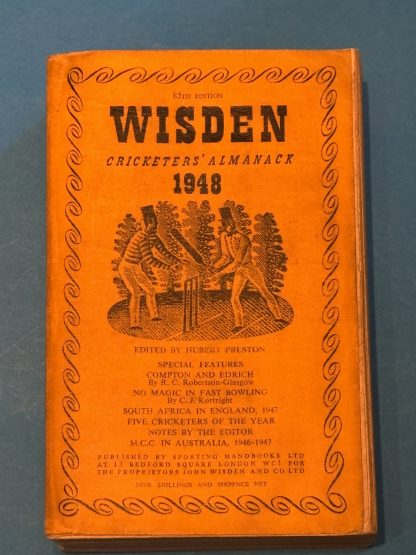 85TH EDITION
WISDEN
CRICKETERS' ALMANACK
1948
EDITED BY HUBERT PRESTON
SPECIAL FEATURES
COMPTON AND EDRICH
By R. C. Robertson-Glasgow
NO MAGIC IN FAST BOWLING
By C. J. Kortright
SOUTH AFRICA IN ENGLAND, 1947
FIVE CRICKETERS OF THE YEAR
NOTES BY THE EDITOR
M.C.C. IN AUSTRALIA, 1946-1947
PUBLISHED BY SPORTING HANDBOOKS LTD
AT 13 BEDFORD SQUARE LONDON WC1 FOR
THE PROPRIETORS JOHN WISDEN AND CO LTD
NINE SHILLINGS AND SIXPENCE NET